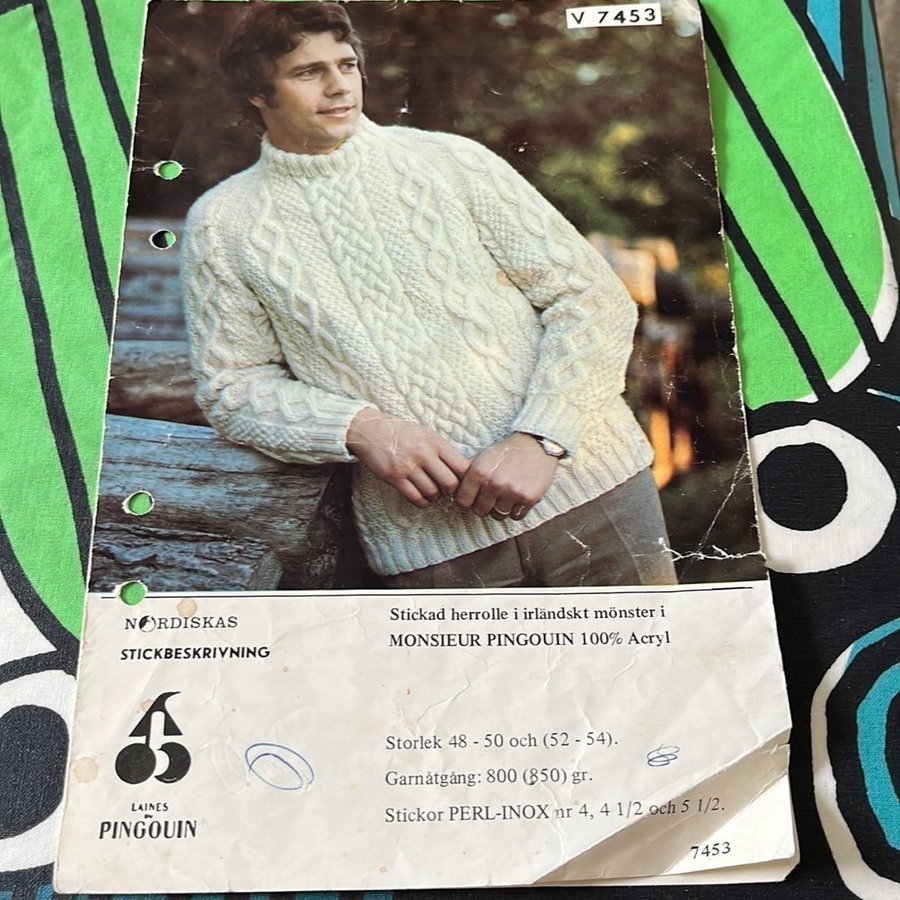 V 7453
NORDISKAS
STICKBESKRIVNING
Stickad herrolle i irländskt mönster i
MONSIEUR PINGOUIN 100% Acryl
LAINES
du
PINGOUIN
Storlek 48 - 50 och (52 - 54).
Garnåtgång: 800 (850) gr.
Stickor PERL-INOX nr 4, 4 1/2 och 5 1/2.
7453